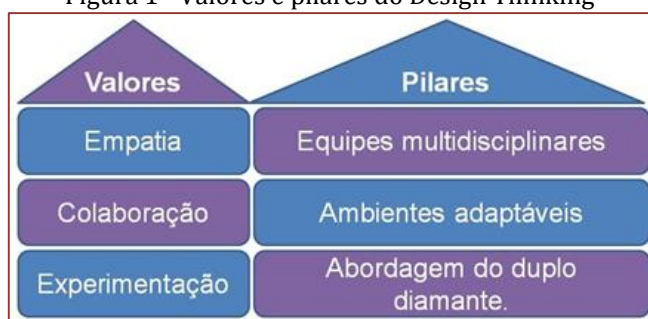 Figura 1 - Valores e pilares do Design Thinking
Valores
Pilares
Empatia
Equipes multidisciplinares
Colaboração
Ambientes adaptáveis
Experimentação
Abordagem do duplo
diamante.